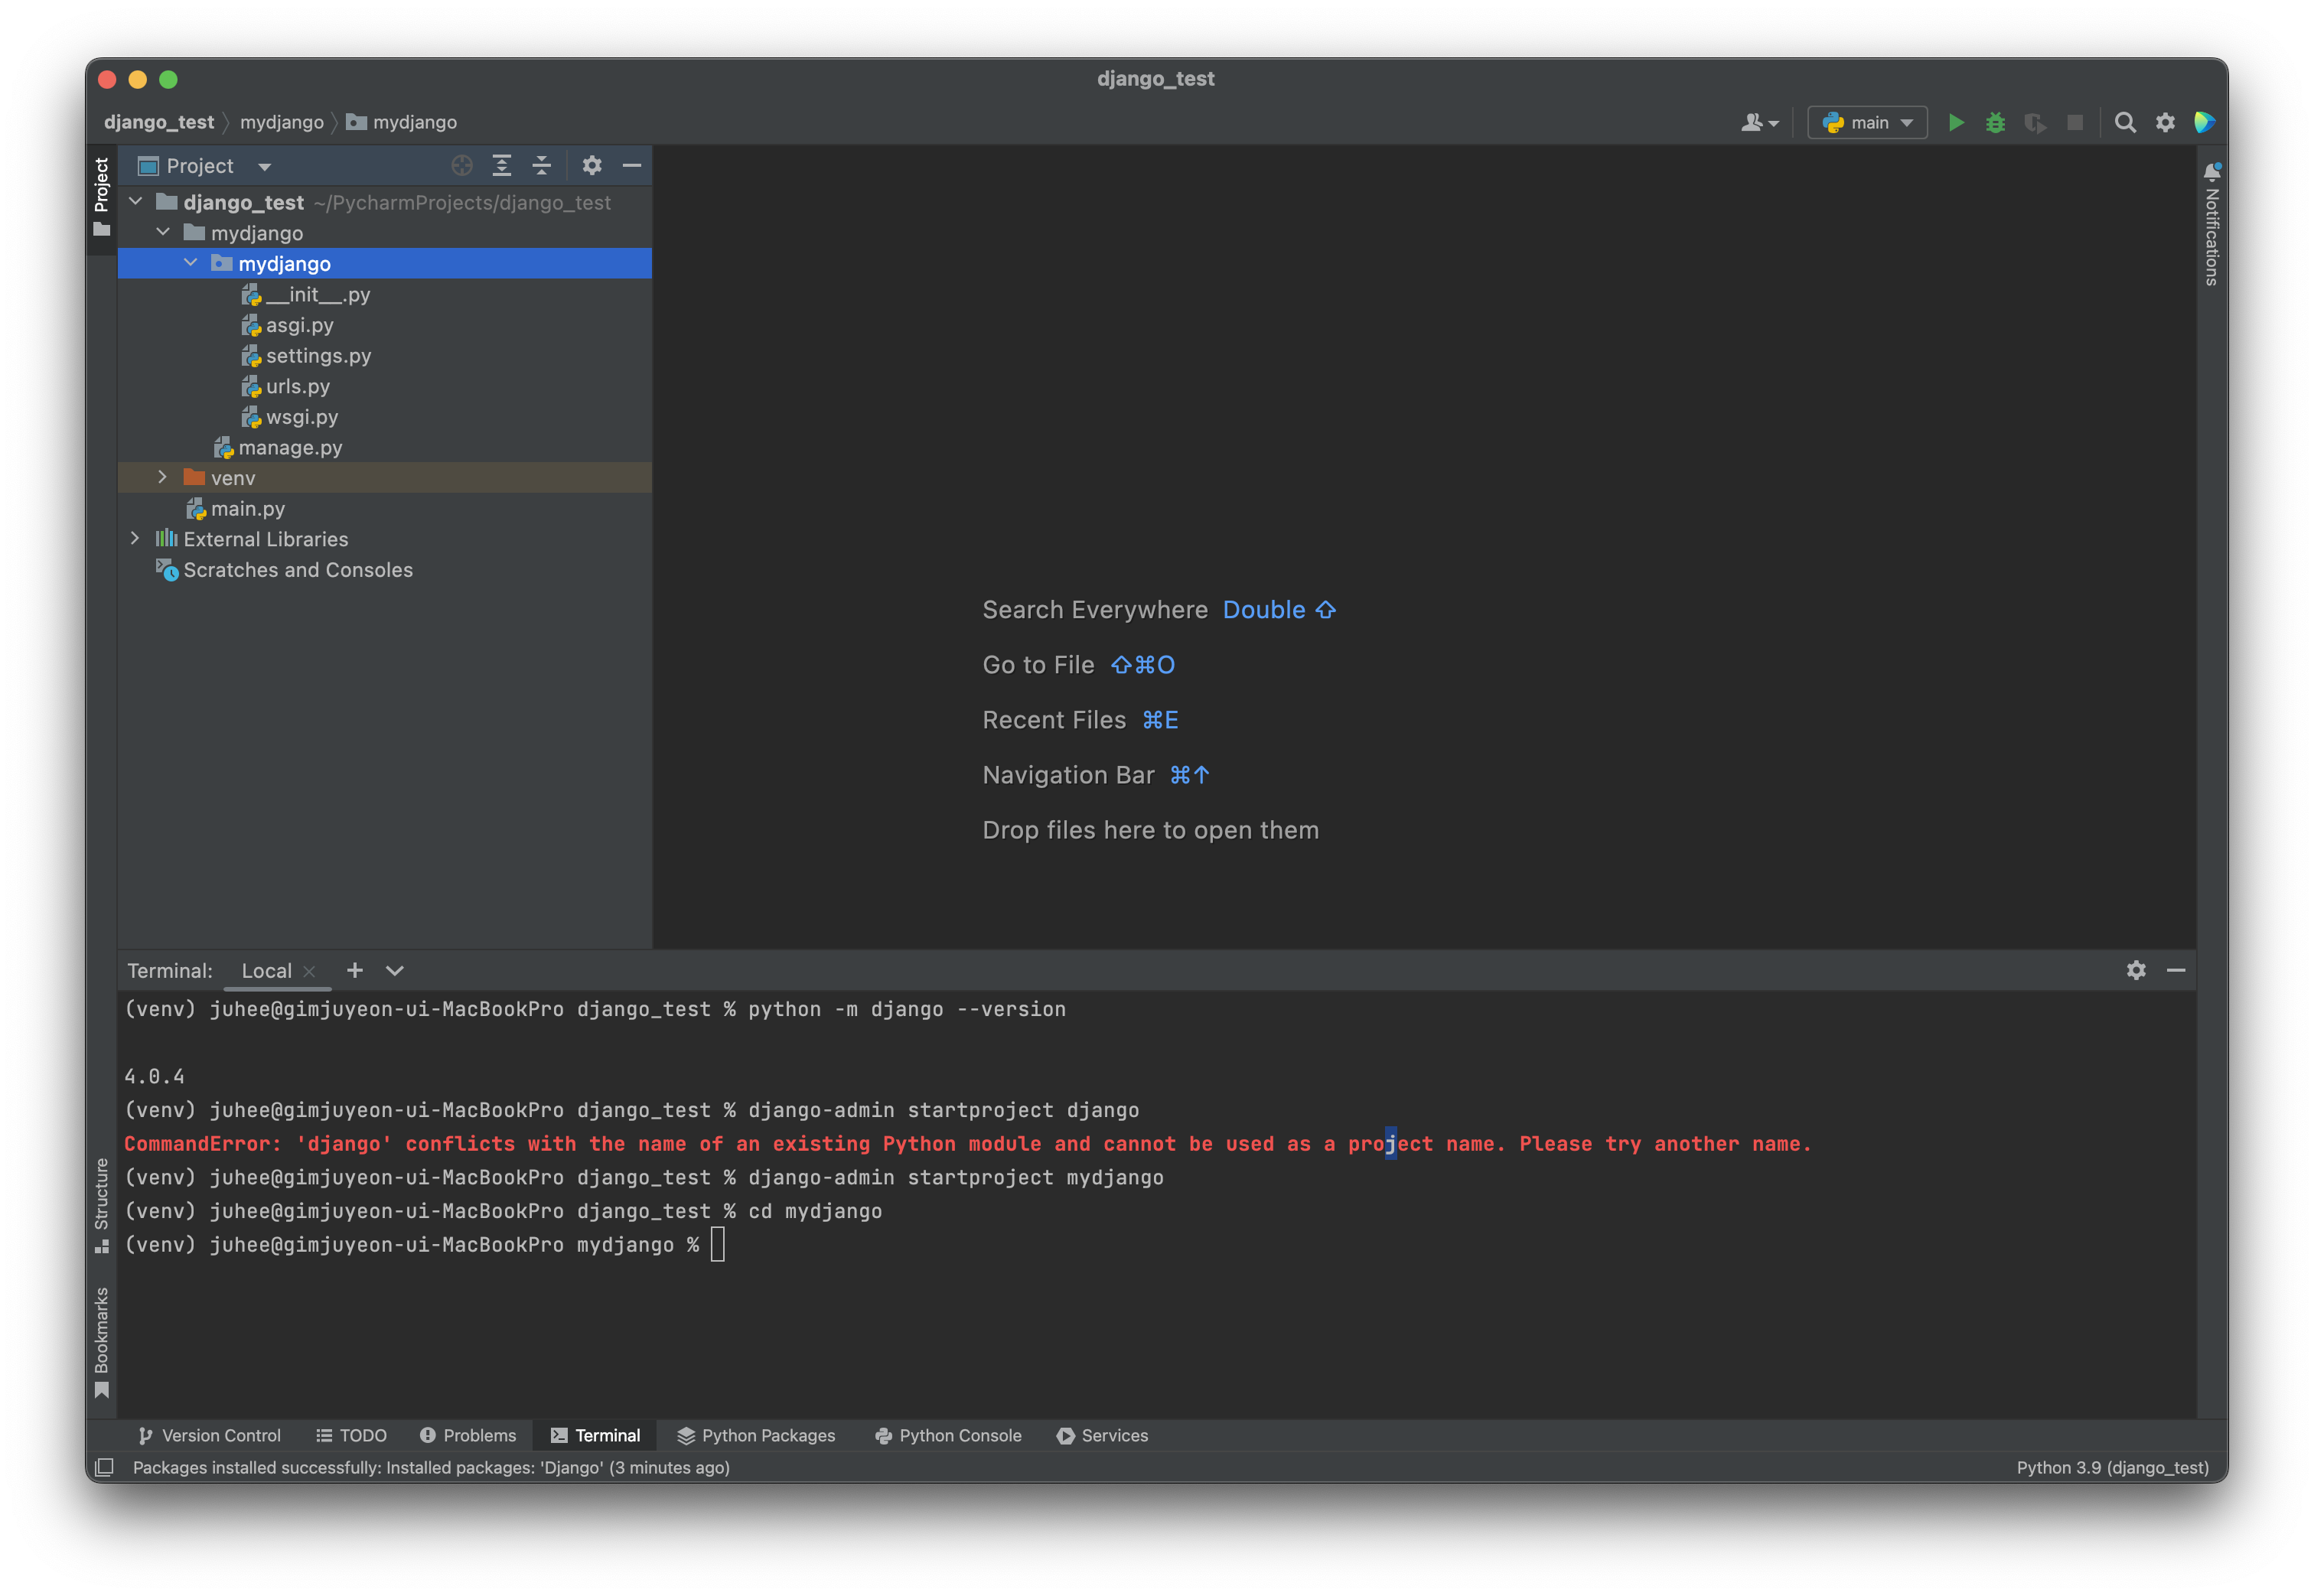 django_test
django_test mydjango mydjango
main
Project
Project
Notifications
django_test ~/PycharmProjects/django_test
mydjango
mydjango
__init__.py
asgi.py
settings.py
urls.py
wsgi.py
manage.py
venv
main.py
External Libraries
Scratches and Consoles
Search Everywhere Double ⇧
Go to File ⇧⌘O
Recent Files ⌘E
Navigation Bar ⌘↑
Drop files here to open them
Terminal: Local
(venv) juhee@gimjuyeon-ui-MacBookPro django_test % python -m django --version
4.0.4
(venv) juhee@gimjuyeon-ui-MacBookPro django_test % django-admin startproject django
CommandError: 'django' conflicts with the name of an existing Python module and cannot be used as a project name. Please try another name.
(venv) juhee@gimjuyeon-ui-MacBookPro django_test % django-admin startproject mydjango
(venv) juhee@gimjuyeon-ui-MacBookPro django_test % cd mydjango
(venv) juhee@gimjuyeon-ui-MacBookPro mydjango %
Structure
Bookmarks
Version Control TODO Problems Terminal Python Packages Python Console Services
Packages installed successfully: Installed packages: 'Django' (3 minutes ago) Python 3.9 (django_test)